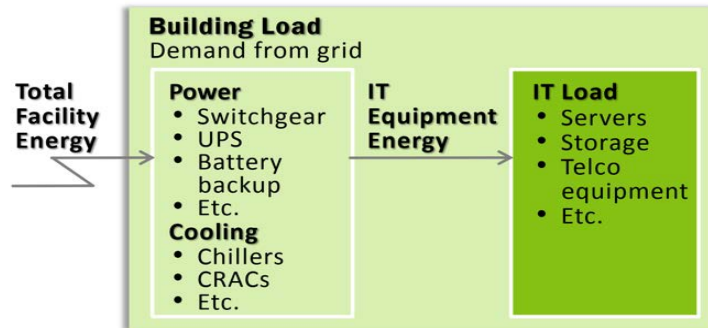 Building Load
Demand from grid
Total
Facility
Energy
Power
• Switchgear
• UPS
• Battery
backup
• Etc.
Cooling
• Chillers
• CRACs
• Etc.
IT
Equipment
Energy
IT Load
• Servers
• Storage
• Telco
equipment
• Etc.